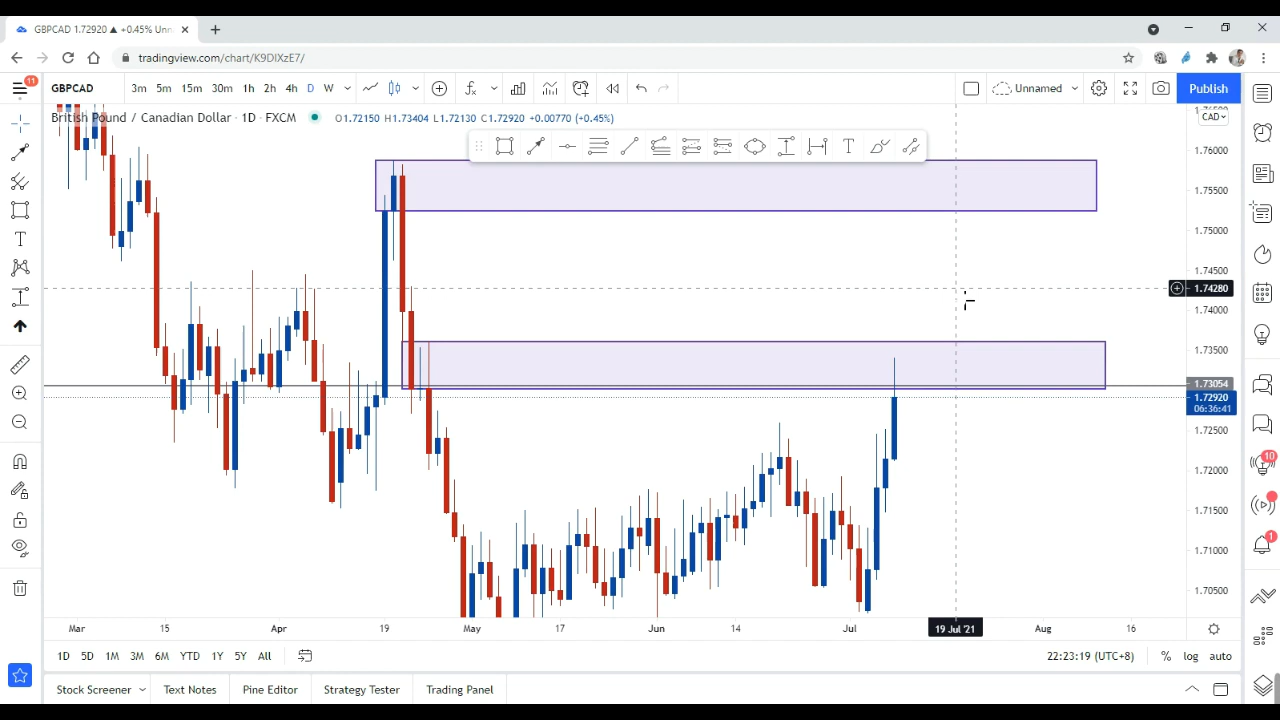 GBPCAD 1.72920 ▲ +0.45% Unn
tradingview.com/chart/K9DIXzE7/
11
GBPCAD
3m 5m 15m 30m 1h 2h 4h D W
Unnamed
Publish
British Pound / Canadian Dollar · 1D · FXCM
O1.72150 H1.73404 L1.72130 C1.72920 +0.00770 (+0.45%)
CAD
1.76000
1.75500
1.75000
1.74500
1.74280
1.74000
1.73500
1.73054
1.72920
06:36:41
1.72500
1.72000
1.71500
1.71000
1.70500
10
1
Mar 15 Apr 19 May 17 Jun 14 Jul 19 Jul '21 Aug 16
1D 5D 1M 3M 6M YTD 1Y 5Y All
22:23:19 (UTC+8) % log auto
Stock Screener Text Notes Pine Editor Strategy Tester Trading Panel